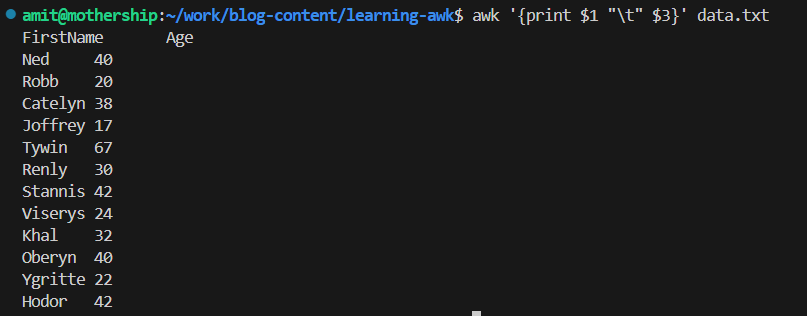 amit@mothership:~/work/blog-content/learning-awk$ awk '{print $1 "\t" $3}' data.txt
FirstName Age
Ned 40
Robb 20
Catelyn 38
Joffrey 17
Tywin 67
Renly 30
Stannis 42
Viserys 24
Khal 32
Oberyn 40
Ygritte 22
Hodor 42